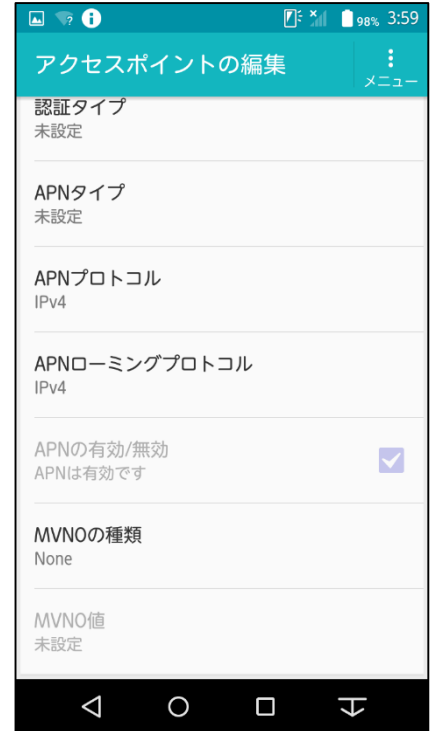 98% 3:59
アクセスポイントの編集
メニュー
認証タイプ
未設定
APNタイプ
未設定
APNプロトコル
IPv4
APNローミングプロトコル
IPv4
APNの有効/無効
APNは有効です
MVNOの種類
None
MVNO値
未設定